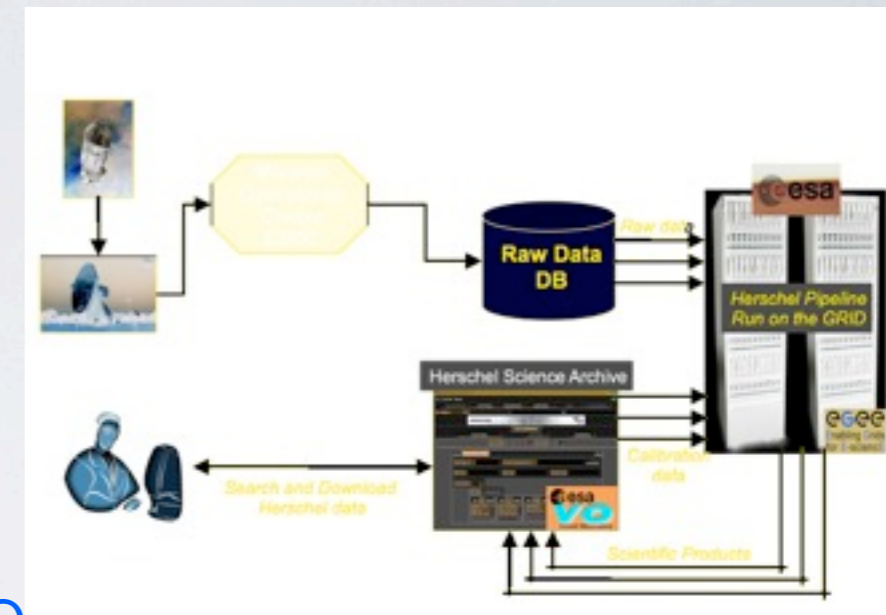 esa
Raw data
Raw Data
DB
Herschel Pipeline
Run on the GRID
Herschel Science Archive
egee
Calibration
data
Search and Download
Herschel data
esa
VO
Scientific Products